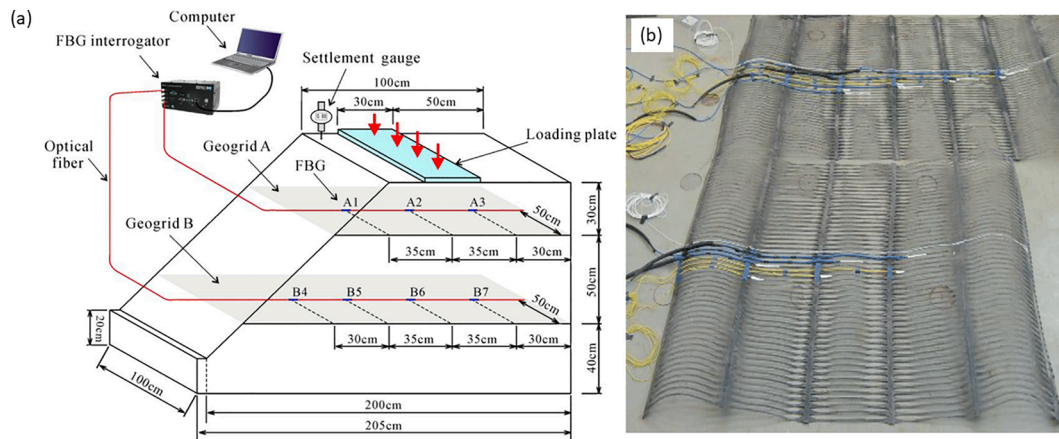 (a)
Computer
FBG interrogator
Settlement gauge
100cm
30cm
50cm
Loading plate
Optical fiber
Geogrid A
FBG
A1
A2
A3
50cm
30cm
35cm
35cm
30cm
Geogrid B
B4
B5
B6
B7
50cm
50cm
30cm
35cm
35cm
30cm
40cm
20cm
100cm
200cm
205cm
(b)